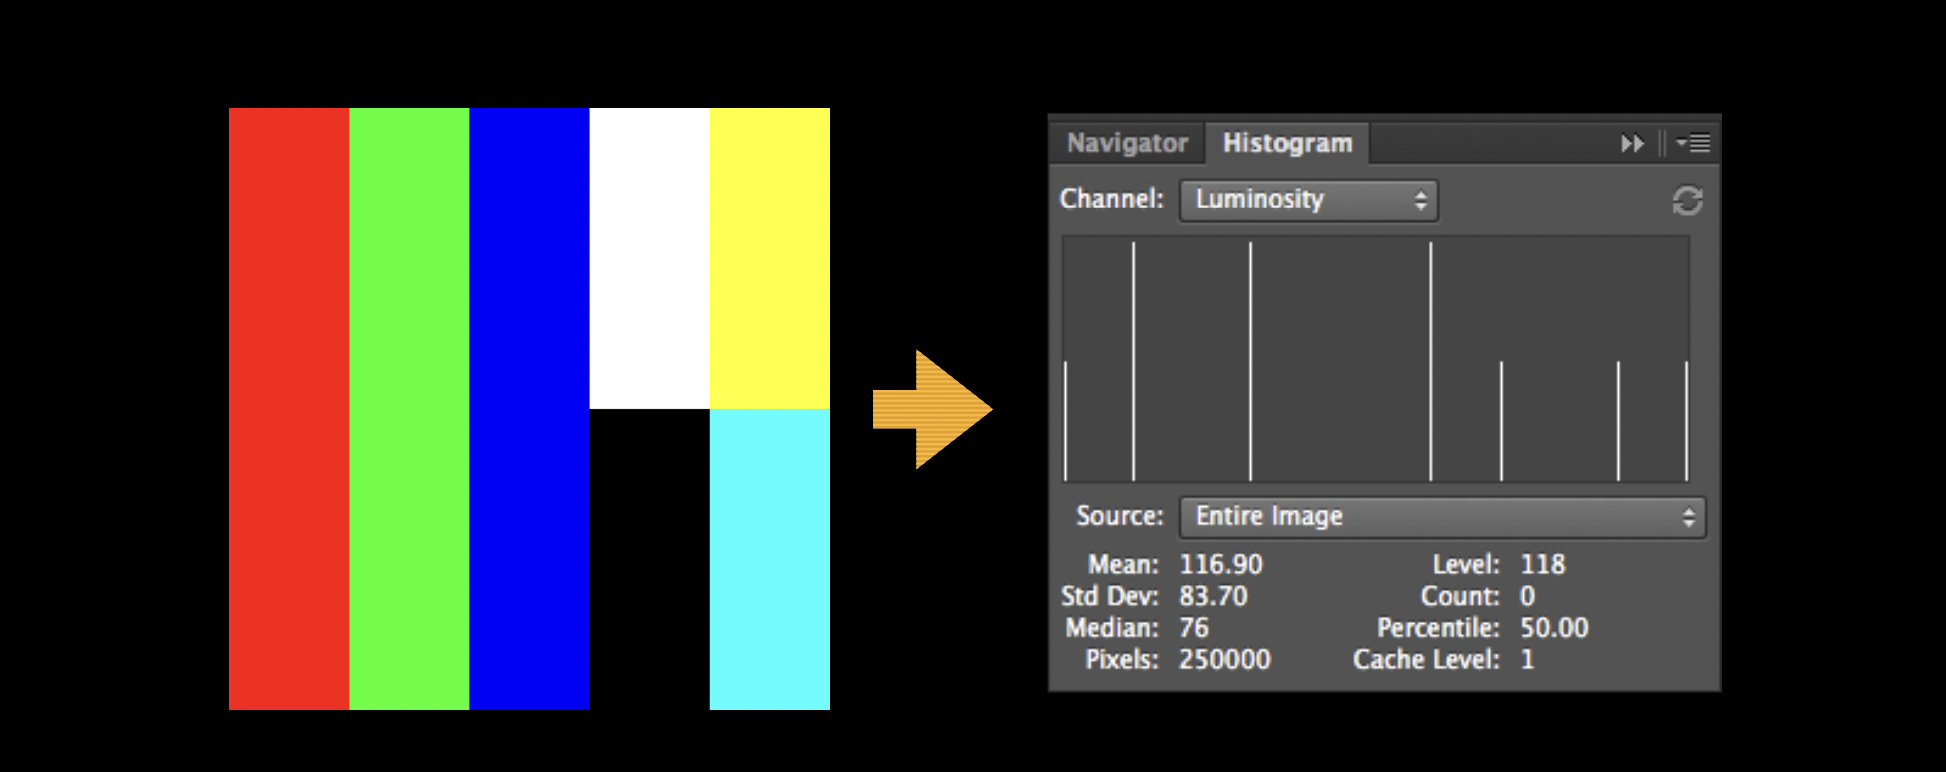 Navigator Histogram
Channel: Luminosity
Source: Entire Image
Mean: 116.90 Level: 118
Std Dev: 83.70 Count: 0
Median: 76 Percentile: 50.00
Pixels: 250000 Cache Level: 1